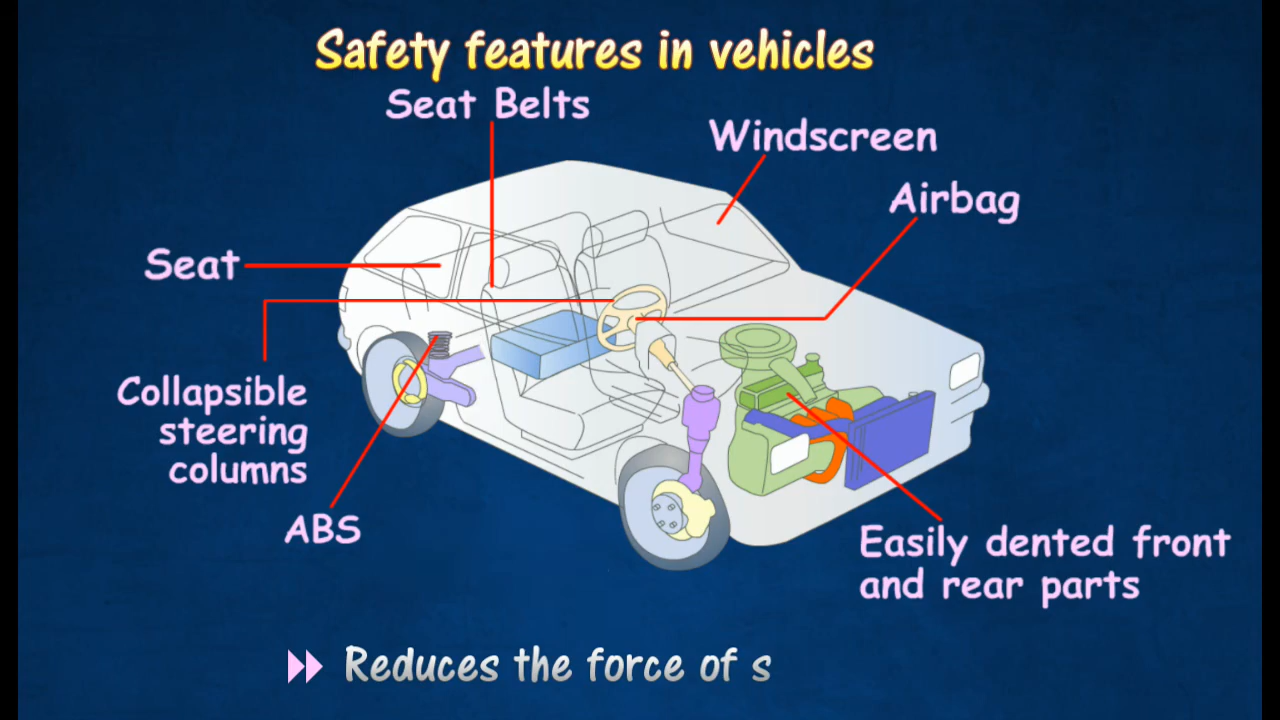 Safety features in vehicles
Seat Belts
Windscreen
Airbag
Seat
Collapsible
steering
columns
ABS
Easily dented front
and rear parts
Reduces the force of s